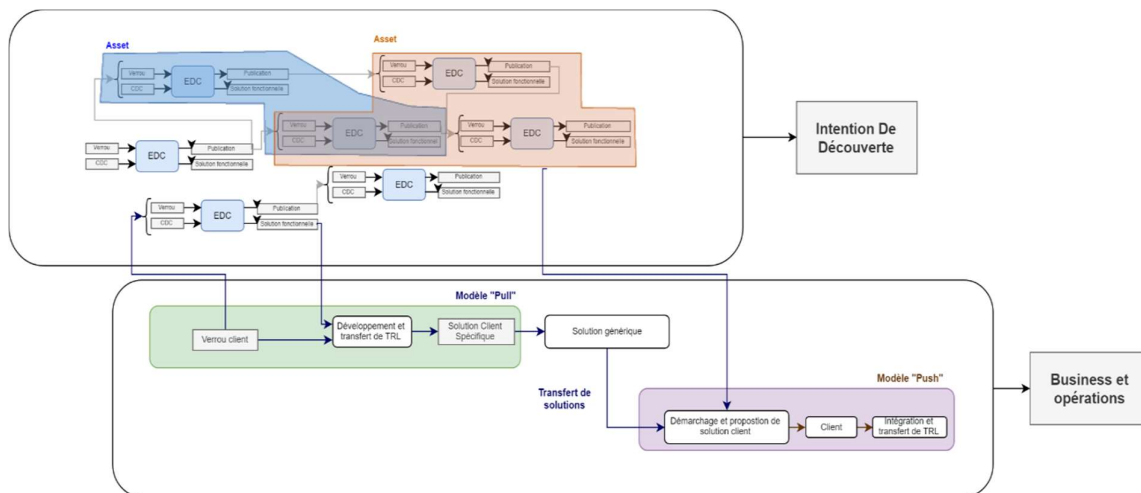 Asset
Asset
Verrou
CDC
EDC
Publication
Solution fonctionnelle
Verrou
CDC
EDC
Publication
Solution fonctionnelle
Verrou
CDC
EDC
Publication
Solution fonctionnel
Verrou
CDC
EDC
Publication
Solution fonctionnelle
Verrou
CDC
EDC
Publication
Solution fonctionnelle
Verrou
CDC
EDC
Publication
Solution fonctionnelle
Verrou
CDC
EDC
Publication
Solution fonctionnelle
Intention De
Découverte
Modèle "Pull"
Verrou client
Développement et
transfert de TRL
Solution Client
Spécifique
Solution générique
Transfert de
solutions
Modèle "Push"
Démarchage et propostion de
solution client
Client
Intégration et
transfert de TRL
Business et
opérations